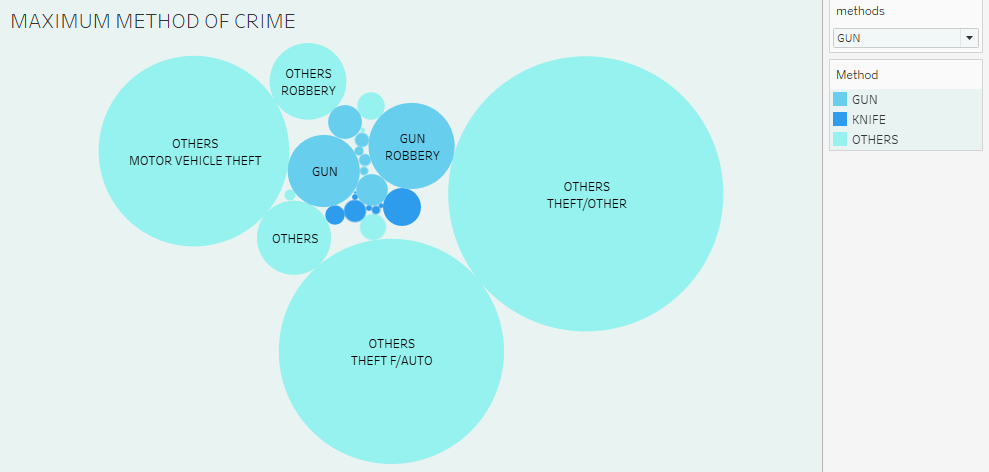 MAXIMUM METHOD OF CRIME
OTHERS
ROBBERY
OTHERS
MOTOR VEHICLE THEFT
GUN
ROBBERY
GUN
OTHERS
THEFT/OTHER
OTHERS
OTHERS
THEFT F/AUTO
methods
GUN
Method
GUN
KNIFE
OTHERS